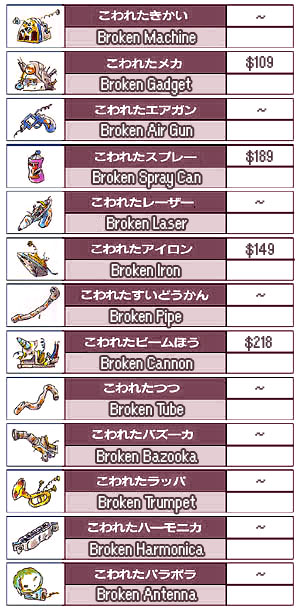 こわれたきかい ~
Broken Machine
こわれたメカ $109
Broken Gadget
こわれたエアガン ~
Broken Air Gun
こわれたスプレー $189
Broken Spray Can
こわれたレーザー ~
Broken Laser
こわれたアイロン $149
Broken Iron
こわれたすいどうかん ~
Broken Pipe
こわれたビームほう $218
Broken Cannon
こわれたつつ ~
Broken Tube
こわれたバズーカ ~
Broken Bazooka
こわれたラッパ ~
Broken Trumpet
こわれたハーモニカ ~
Broken Harmonica
こわれたパラボラ ~
Broken Antenna